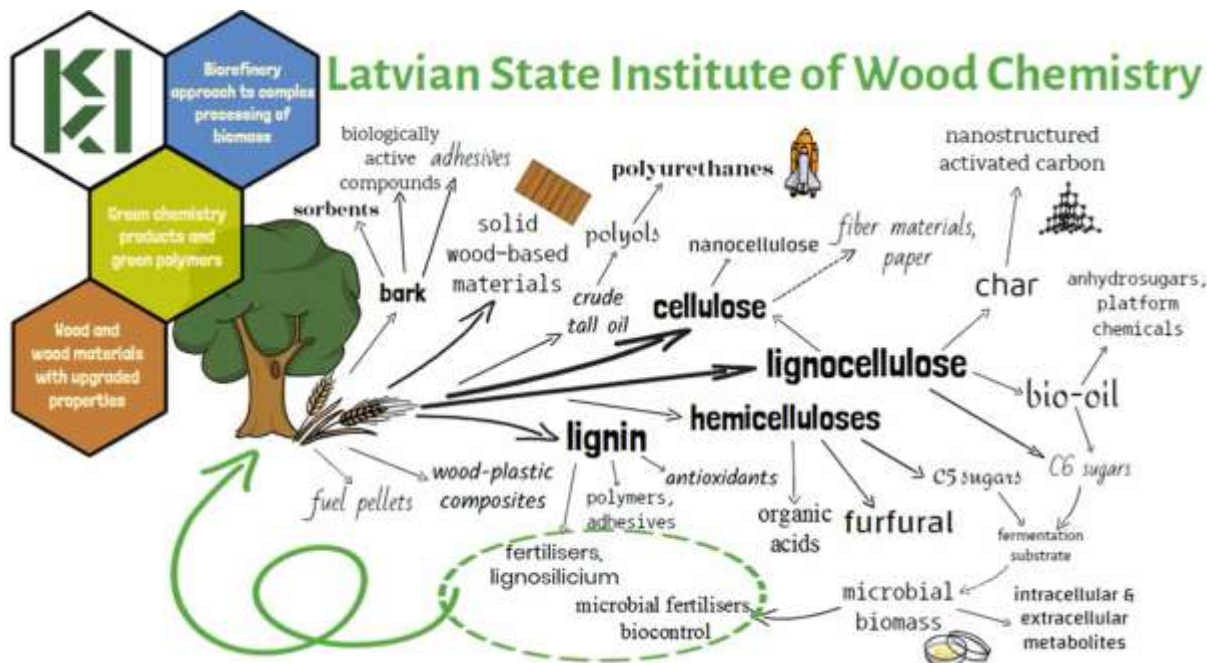 Latvian State Institute of Wood Chemistry
Biorefinery
approach to complex
processing of
biomass
Green chemistry
products and
green polymers
Wood and
wood materials
with upgraded
properties
biologically
active
compounds
adhesives
sorbents
bark
solid
wood-based
materials
polyurethanes
polyols
crude
tall oil
nanocellulose
cellulose
fiber materials,
paper
nanostructured
activated carbon
char
anhydrosugars,
platform
chemicals
lignocellulose
bio-oil
hemicelluloses
lignin
C5 sugars
C6 sugars
antioxidants
wood-plastic
composites
fuel pellets
polymers,
adhesives
organic
acids
furfural
fermentation
substrate
fertilisers,
lignosilicium
microbial fertilisers
biocontrol
microbial
biomass
intracellular &
extracellular
metabolites